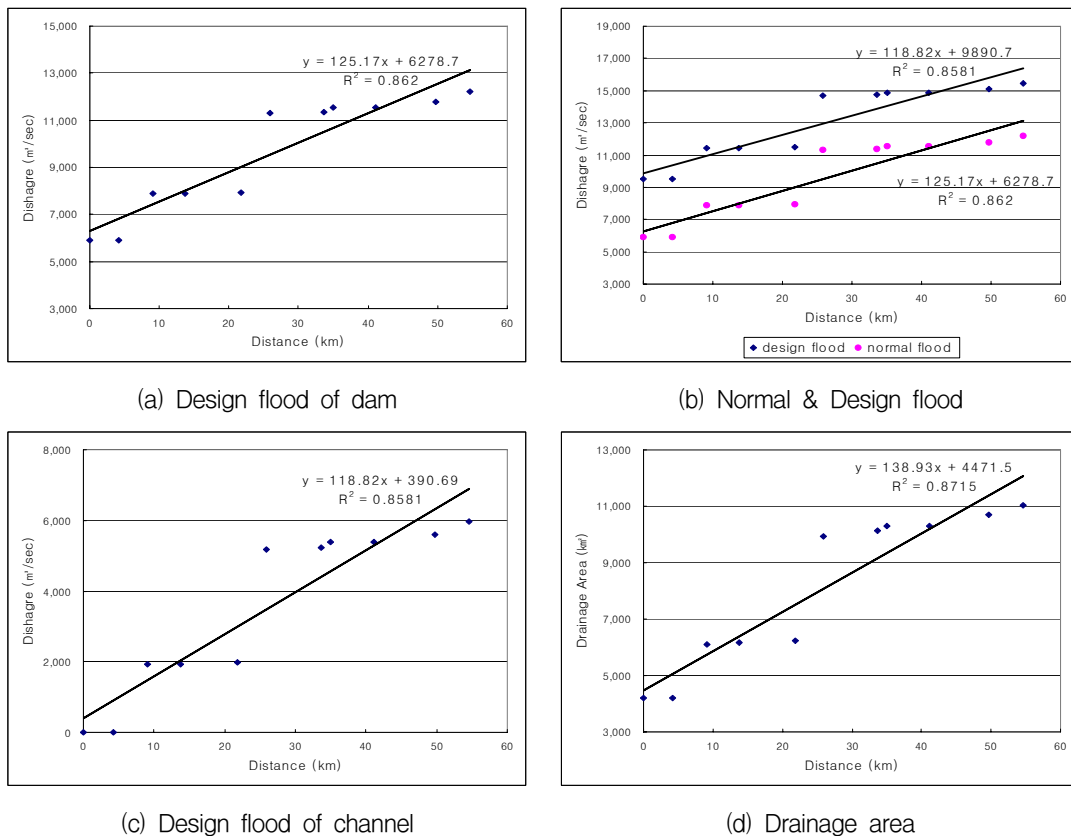 15,000
13,000
11,000
9,000
7,000
5,000
3,000
0 10 20 30 40 50 60
Dishagre (㎥/sec)
Distance (km)
y = 125.17x + 6278.7
R² = 0.862
(a) Design flood of dam
19,000
17,000
15,000
13,000
11,000
9,000
7,000
5,000
3,000
0 10 20 30 40 50 60
Dishagre (㎥/sec)
Distance (km)
y = 118.82x + 9890.7
R² = 0.8581
y = 125.17x + 6278.7
R² = 0.862
design flood normal flood
(b) Normal & Design flood
8,000
6,000
4,000
2,000
0
0 10 20 30 40 50 60
Dishagre (㎥/sec)
Distance (km)
y = 118.82x + 390.69
R² = 0.8581
(c) Design flood of channel
13,000
11,000
9,000
7,000
5,000
3,000
0 10 20 30 40 50 60
Drainage Area (㎢)
Distance (km)
y = 138.93x + 4471.5
R² = 0.8715
(d) Drainage area